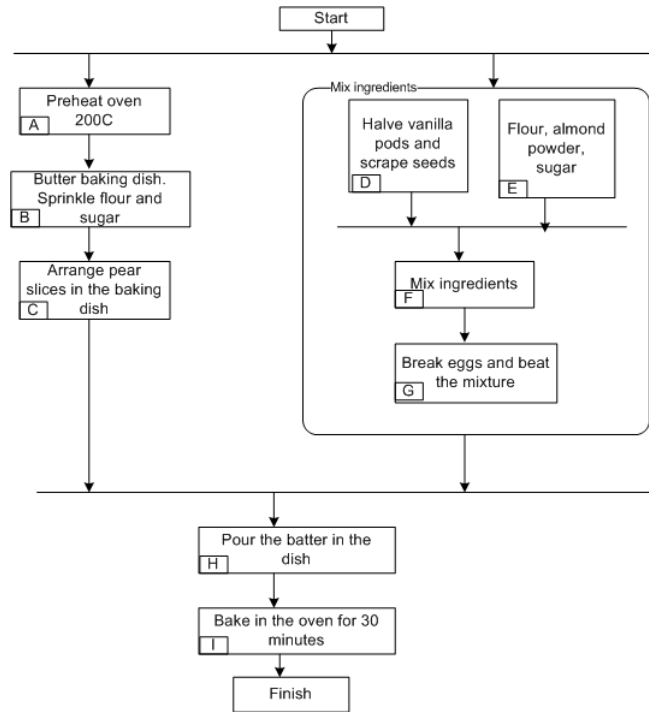 Start
Preheat oven
200C
A
Butter baking dish.
Sprinkle flour and
sugar
B
Arrange pear
slices in the baking
dish
C
Mix ingredients
Halve vanilla
pods and
scrape seeds
D
Flour, almond
powder,
sugar
E
Mix ingredients
F
Break eggs and beat
the mixture
G
Pour the batter in the
dish
H
Bake in the oven for 30
minutes
I
Finish